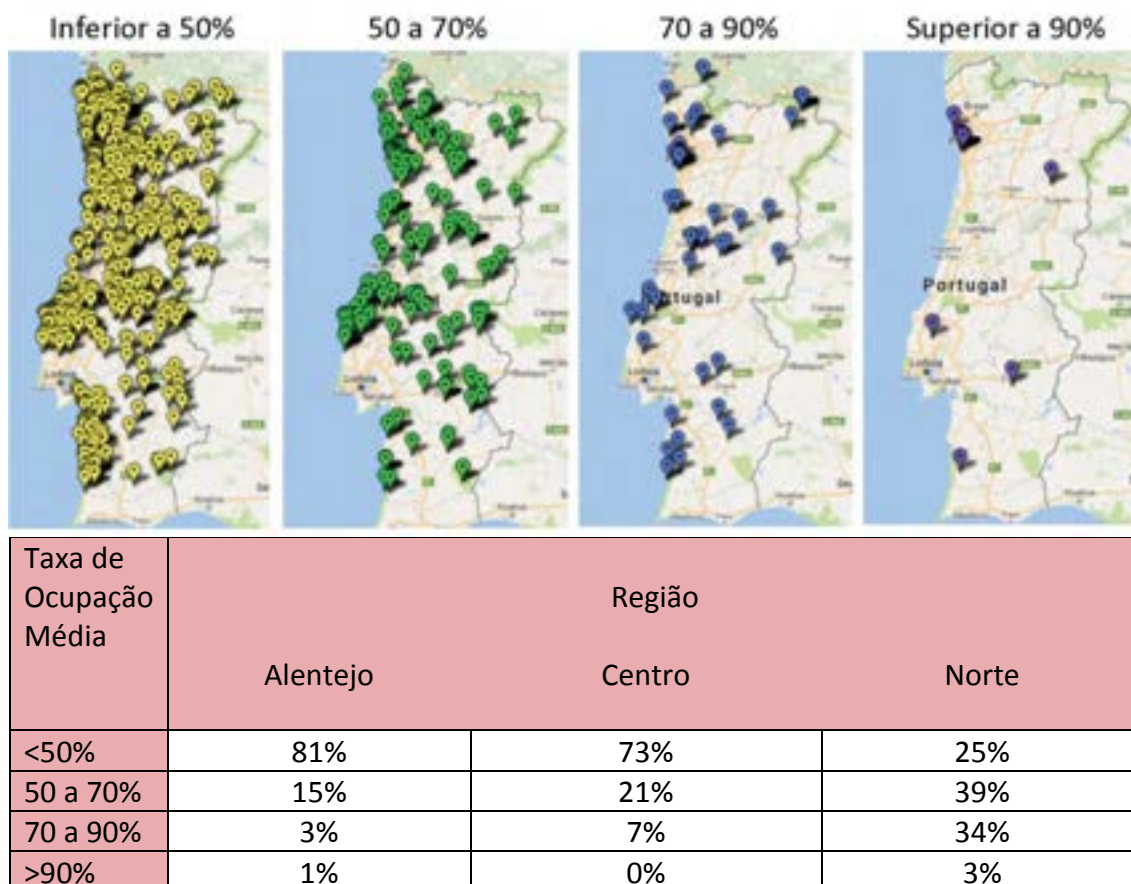 Inferior a 50% 50 a 70% 70 a 90% Superior a 90%
Portugal
Lisboa
Taxa de
Ocupação
Média
Região
Alentejo Centro Norte
<50% 81% 73% 25%
50 a 70% 15% 21% 39%
70 a 90% 3% 7% 34%
>90% 1% 0% 3%